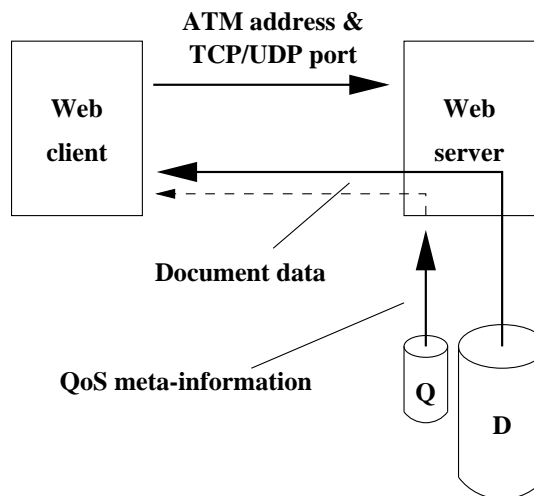 ATM address &
TCP/UDP port
Web
client
Web
server
Document data
QoS meta-information
Q
D